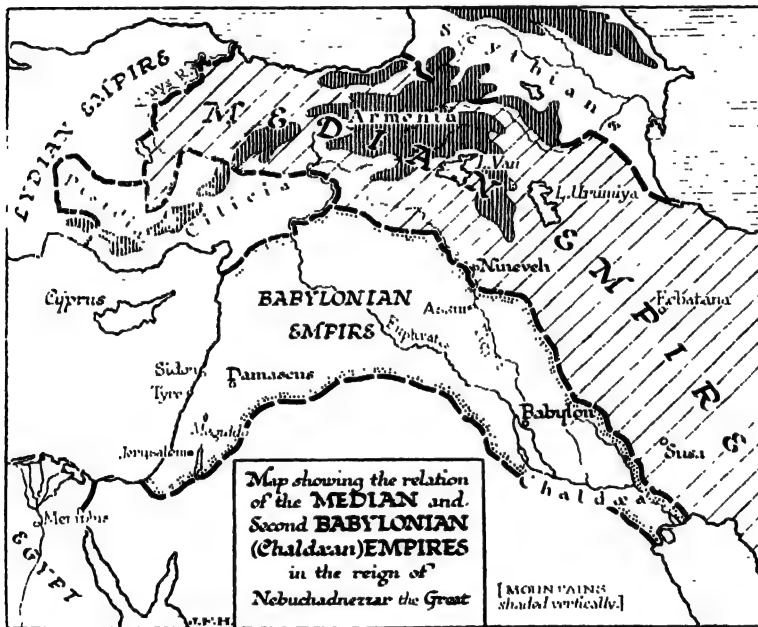 LYDIAN EMPIRE
Scythians
MEDIAN
EMPIRE
Armenia
L. Van
L. Urumiya
Cilicia
Nineveh
Ecbatana
Cyprus
BABYLONIAN
EMPIRE
Assur
Euphrates
Sidon
Tyre
Damascus
Megiddo
Babylon
Susa
Jerusalem
Chaldæa
Memphis
EGYPT
Map showing the relation
of the MEDIAN and
Second BABYLONIAN
(Chaldæan) EMPIRES
in the reign of
Nebuchadnezzar the Great
[MOUNTAINS
shaded vertically.]
J.F.H.